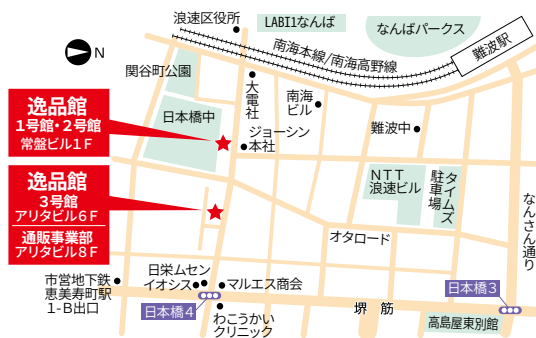 浪速区役所
LABI1なんば
なんばパークス
難波駅
南海本線/南海高野線
N
関谷町公園
大電社
南海
ビル
逸品館
1号館・2号館
常盤ビル1F
日本橋中
ジョーシン
本社
難波中
逸品館
3号館
アリタビル6F
通販事業部
アリタビル8F
NTT
浪速ビル
タイムズ
駐車場
なんさん通り
オタロード
市営地下鉄
恵美寿町駅
1-B出口
日栄ムセン
イオシス
マルエス商会
日本橋4
わこうかい
クリニック
堺筋
日本橋3
高島屋東別館